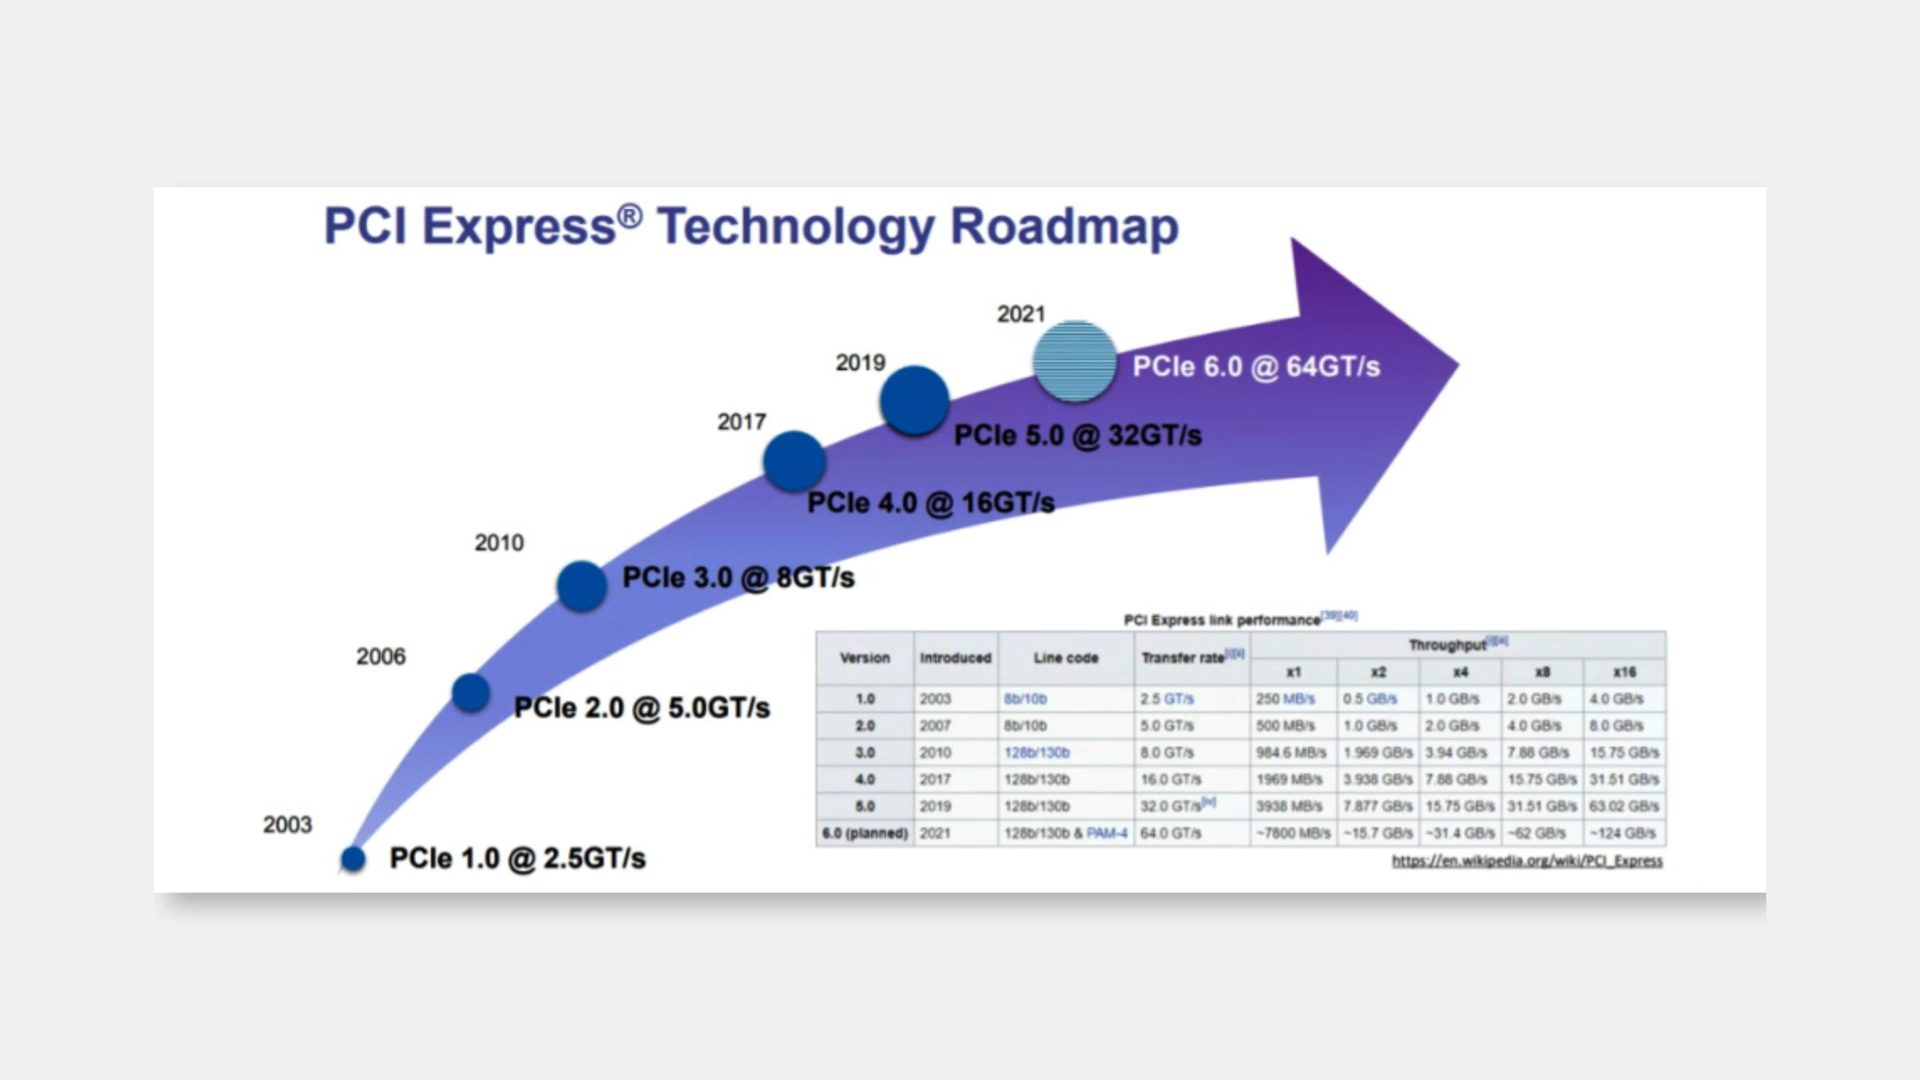 PCI Express® Technology Roadmap
2021
PCIe 6.0 @ 64GT/s
2019
PCIe 5.0 @ 32GT/s
2017
PCIe 4.0 @ 16GT/s
2010
PCIe 3.0 @ 8GT/s
2006
PCIe 2.0 @ 5.0GT/s
2003
PCIe 1.0 @ 2.5GT/s
PCI Express link performance[39][40]
Version Introduced Line code Transfer rate Throughput
x1 x2 x4 x8 x16
1.0 2003 8b/10b 2.5 GT/s 250 MB/s 0.5 GB/s 1.0 GB/s 2.0 GB/s 4.0 GB/s
2.0 2007 8b/10b 5.0 GT/s 500 MB/s 1.0 GB/s 2.0 GB/s 4.0 GB/s 8.0 GB/s
3.0 2010 128b/130b 8.0 GT/s 984.6 MB/s 1.969 GB/s 3.94 GB/s 7.88 GB/s 15.75 GB/s
4.0 2017 128b/130b 16.0 GT/s 1969 MB/s 3.938 GB/s 7.88 GB/s 15.75 GB/s 31.51 GB/s
5.0 2019 128b/130b 32.0 GT/s[iv] 3938 MB/s 7.877 GB/s 15.75 GB/s 31.51 GB/s 63.02 GB/s
6.0 (planned) 2021 128b/130b & PAM-4 64.0 GT/s ~7800 MB/s ~15.7 GB/s ~31.4 GB/s ~62 GB/s ~124 GB/s
https://en.wikipedia.org/wiki/PCI_Express